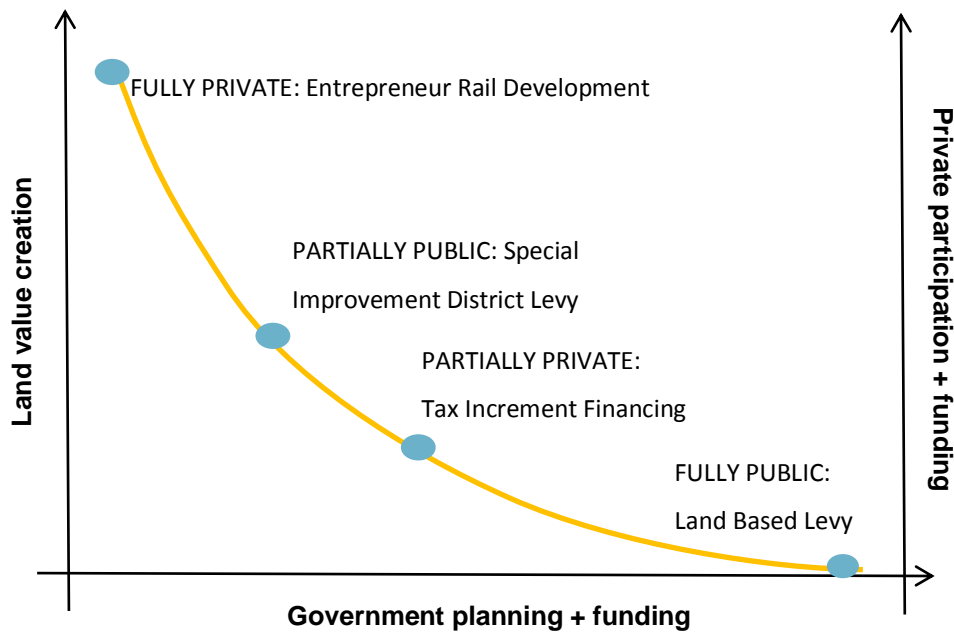 FULLY PRIVATE: Entrepreneur Rail Development
PARTIALLY PUBLIC: Special
Improvement District Levy
PARTIALLY PRIVATE:
Tax Increment Financing
FULLY PUBLIC:
Land Based Levy
Land value creation
Private participation + funding
Government planning + funding